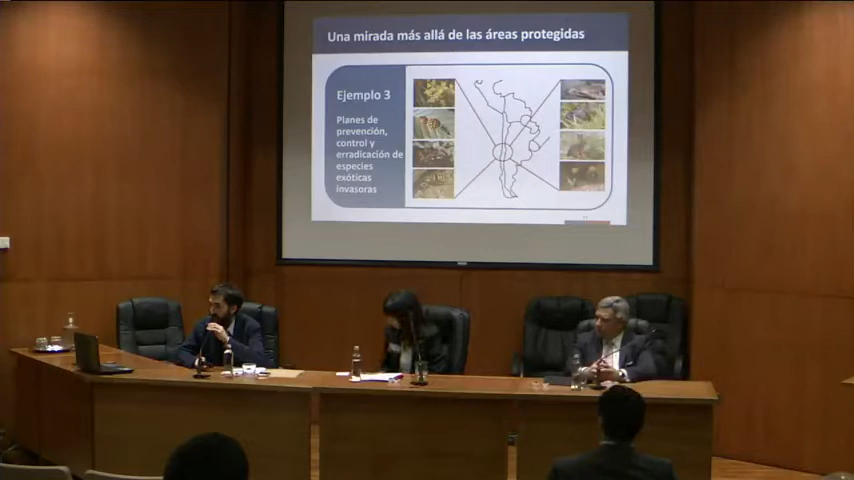 Una mirada más allá de las áreas protegidas
Ejemplo 3
Planes de
prevención,
control y
erradicación de
especies
exóticas
invasoras